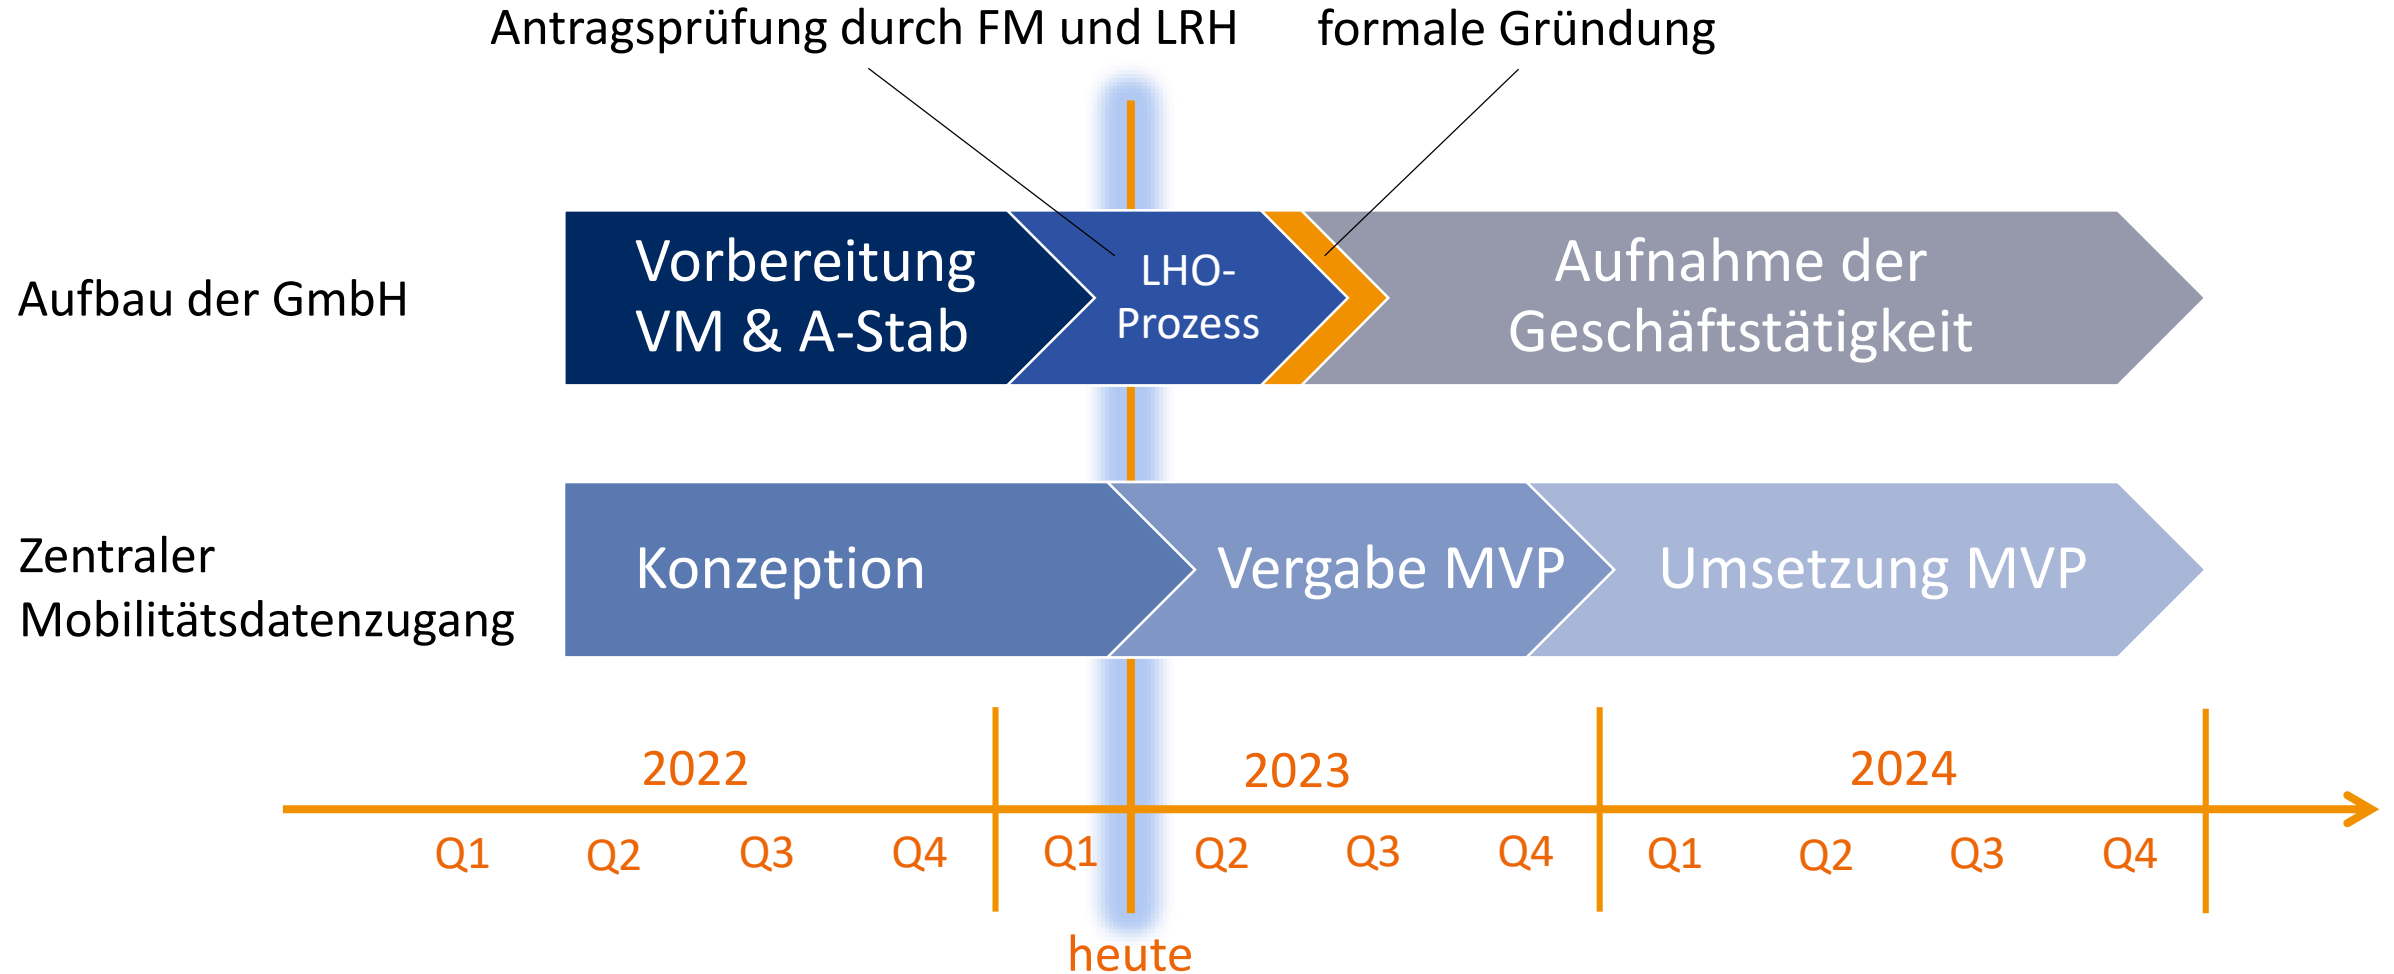 Antragsprüfung durch FM und LRH
formale Gründung
Aufbau der GmbH
Vorbereitung
VM & A-Stab
LHO-
Prozess
Aufnahme der
Geschäftstätigkeit
Zentraler
Mobilitätsdatenzugang
Konzeption
Vergabe MVP
Umsetzung MVP
2022
2023
2024
Q1 Q2 Q3 Q4 Q1 Q2 Q3 Q4 Q1 Q2 Q3 Q4
heute